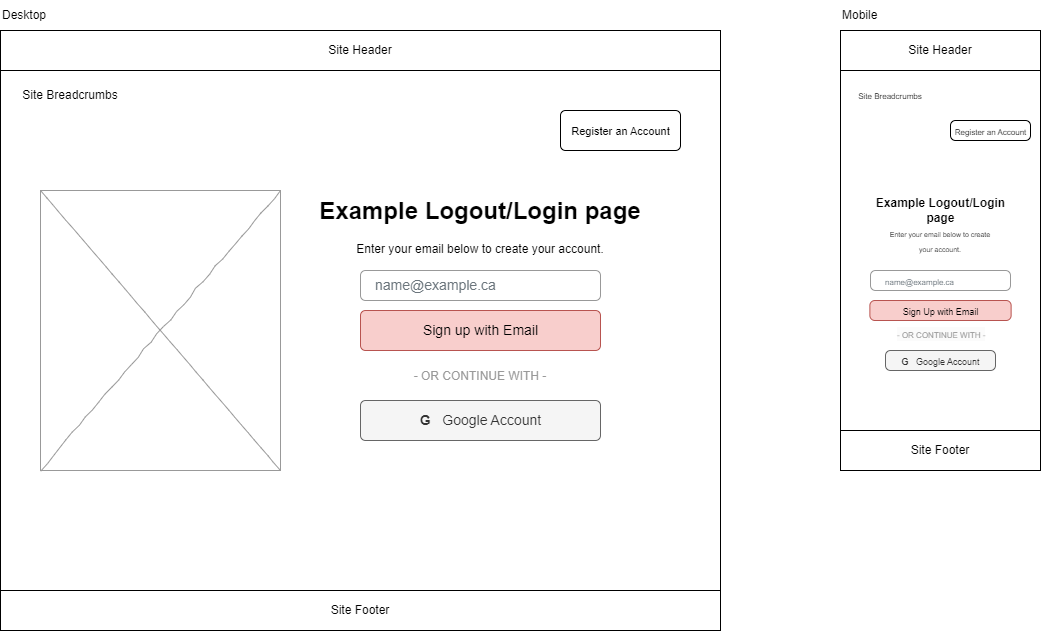 Desktop
Site Header
Site Breadcrumbs
Register an Account
Example Logout/Login page
Enter your email below to create your account.
name@example.ca
Sign up with Email
- OR CONTINUE WITH -
G Google Account
Site Footer
Mobile
Site Header
Site Breadcrumbs
Register an Account
Example Logout/Login
page
Enter your email below to create
your account.
name@example.ca
Sign Up with Email
- OR CONTINUE WITH -
G Google Account
Site Footer